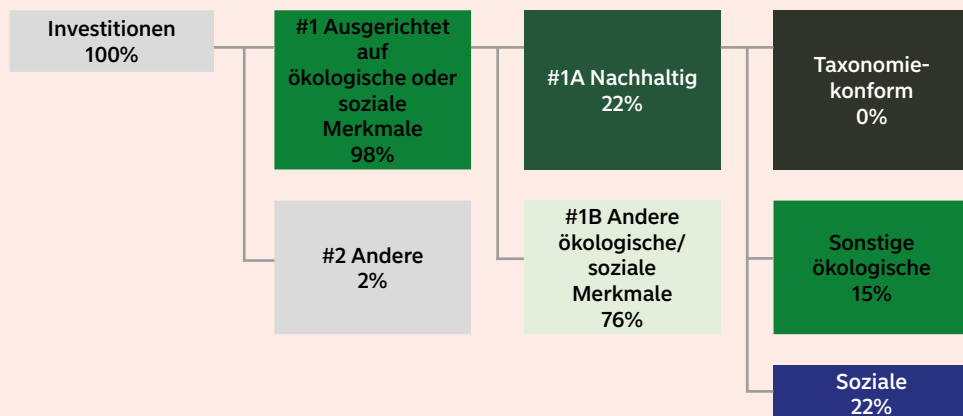 Investitionen
100%
#1 Ausgerichtet
auf
ökologische oder
soziale
Merkmale
98%
#2 Andere
2%
#1A Nachhaltig
22%
#1B Andere
ökologische/
soziale
Merkmale
76%
Taxonomie-
konform
0%
Sonstige
ökologische
15%
Soziale
22%